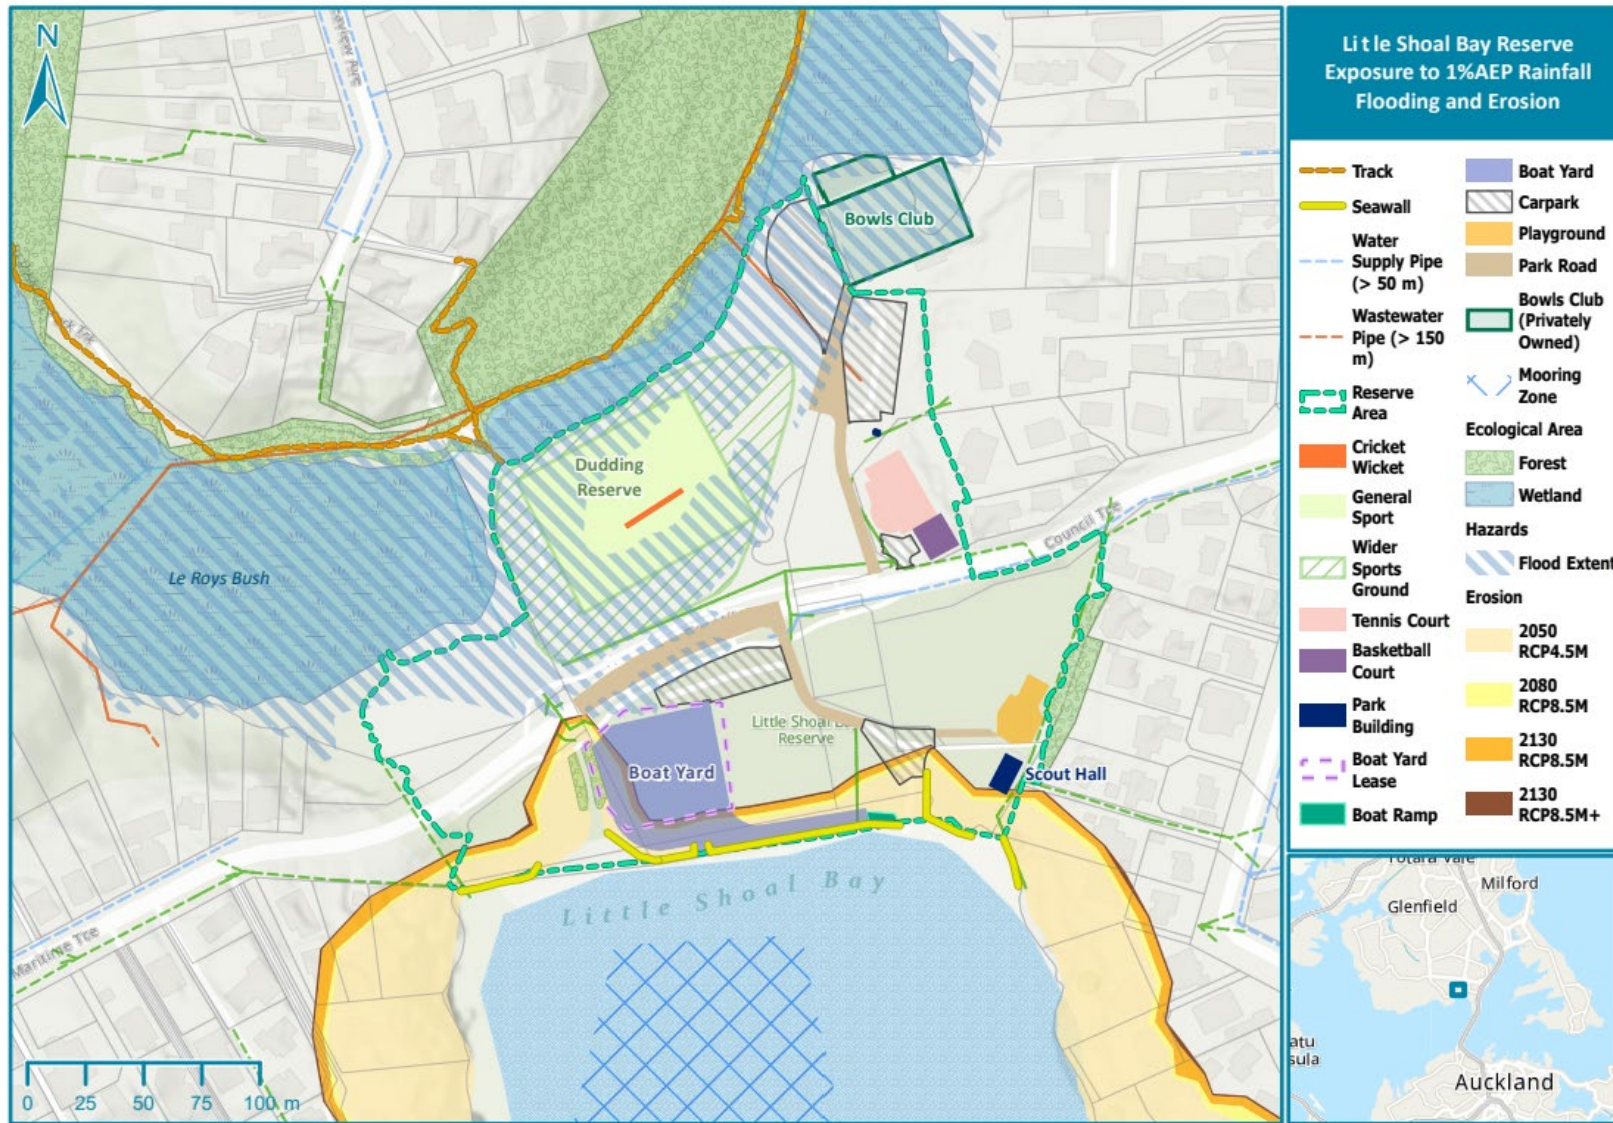 Little Shoal Bay Reserve
Exposure to 1%AEP Rainfall
Flooding and Erosion
N
Bowls Club
Dudding
Reserve
Council Tce
Le Roys Bush
Little Shoal
Reserve
Boat Yard
Scout Hall
Little Shoal Bay
Maritime Tce
0 25 50 75 100 m
Track
Seawall
Water
Supply Pipe
(> 50 m)
Wastewater
Pipe (> 150
m)
Reserve
Area
Cricket
Wicket
General
Sport
Wider
Sports
Ground
Tennis Court
Basketball
Court
Park
Building
Boat Yard
Lease
Boat Ramp
Boat Yard
Carpark
Playground
Park Road
Bowls Club
(Privately
Owned)
Mooring
Zone
Ecological Area
Forest
Wetland
Hazards
Flood Extent
Erosion
2050
RCP4.5M
2080
RCP8.5M
2130
RCP8.5M
2130
RCP8.5M+
Milford
Glenfield
Auckland